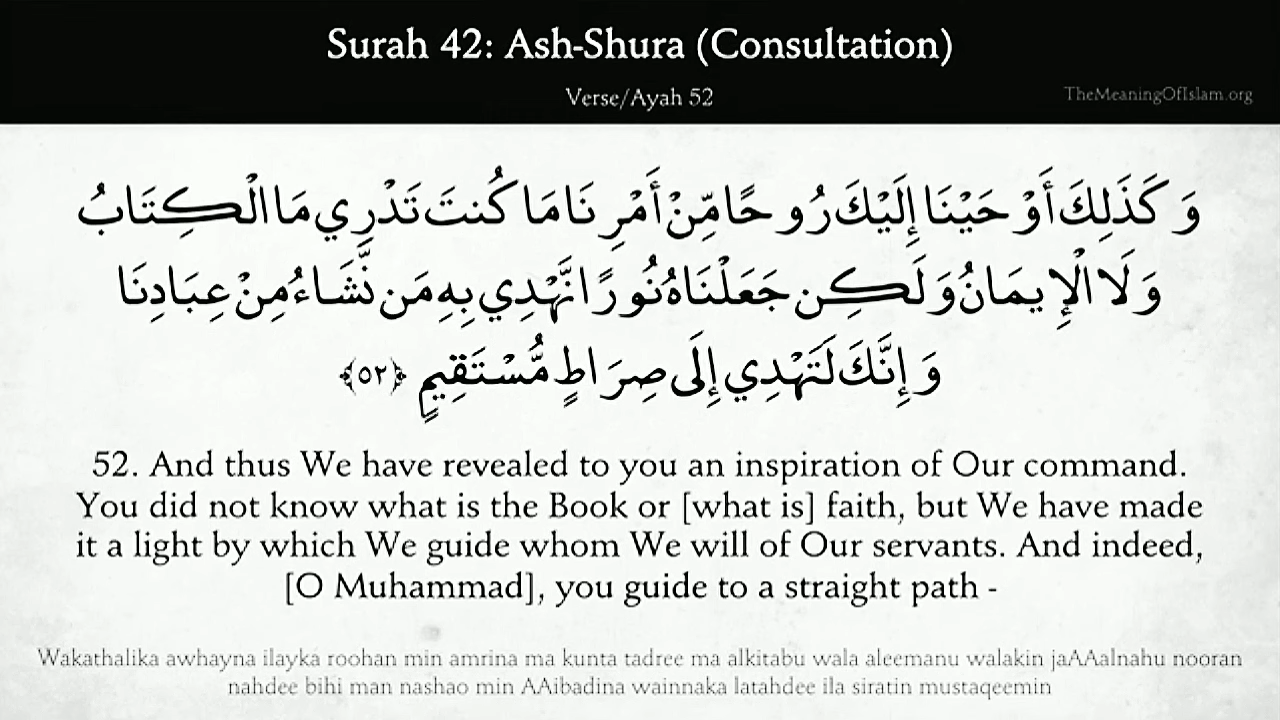 Surah 42: Ash-Shura (Consultation)
Verse/Ayah 52
TheMeaningOfIslam.org
وَكَذَلِكَ أَوْحَيْنَا إِلَيْكَ رُوحًا مِّنْ أَمْرِنَا مَا كُنتَ تَدْرِي مَا الْكِتَابُ
وَلَا الْإِيمَانُ وَلَكِن جَعَلْنَاهُ نُورًا نَّهْدِي بِهِ مَن نَّشَاءُ مِنْ عِبَادِنَا
وَإِنَّكَ لَتَهْدِي إِلَى صِرَاطٍ مُّسْتَقِيمٍ ﴿٥٢﴾
52. And thus We have revealed to you an inspiration of Our command.
You did not know what is the Book or [what is] faith, but We have made
it a light by which We guide whom We will of Our servants. And indeed,
[O Muhammad], you guide to a straight path -
Wakathalika awhayna ilayka roohan min amrina ma kunta tadree ma alkitabu wala aleemanu walakin jaAAalnahu nooran
nahdee bihi man nashao min AAibadina wainnaka latahdee ila siratin mustaqeemin